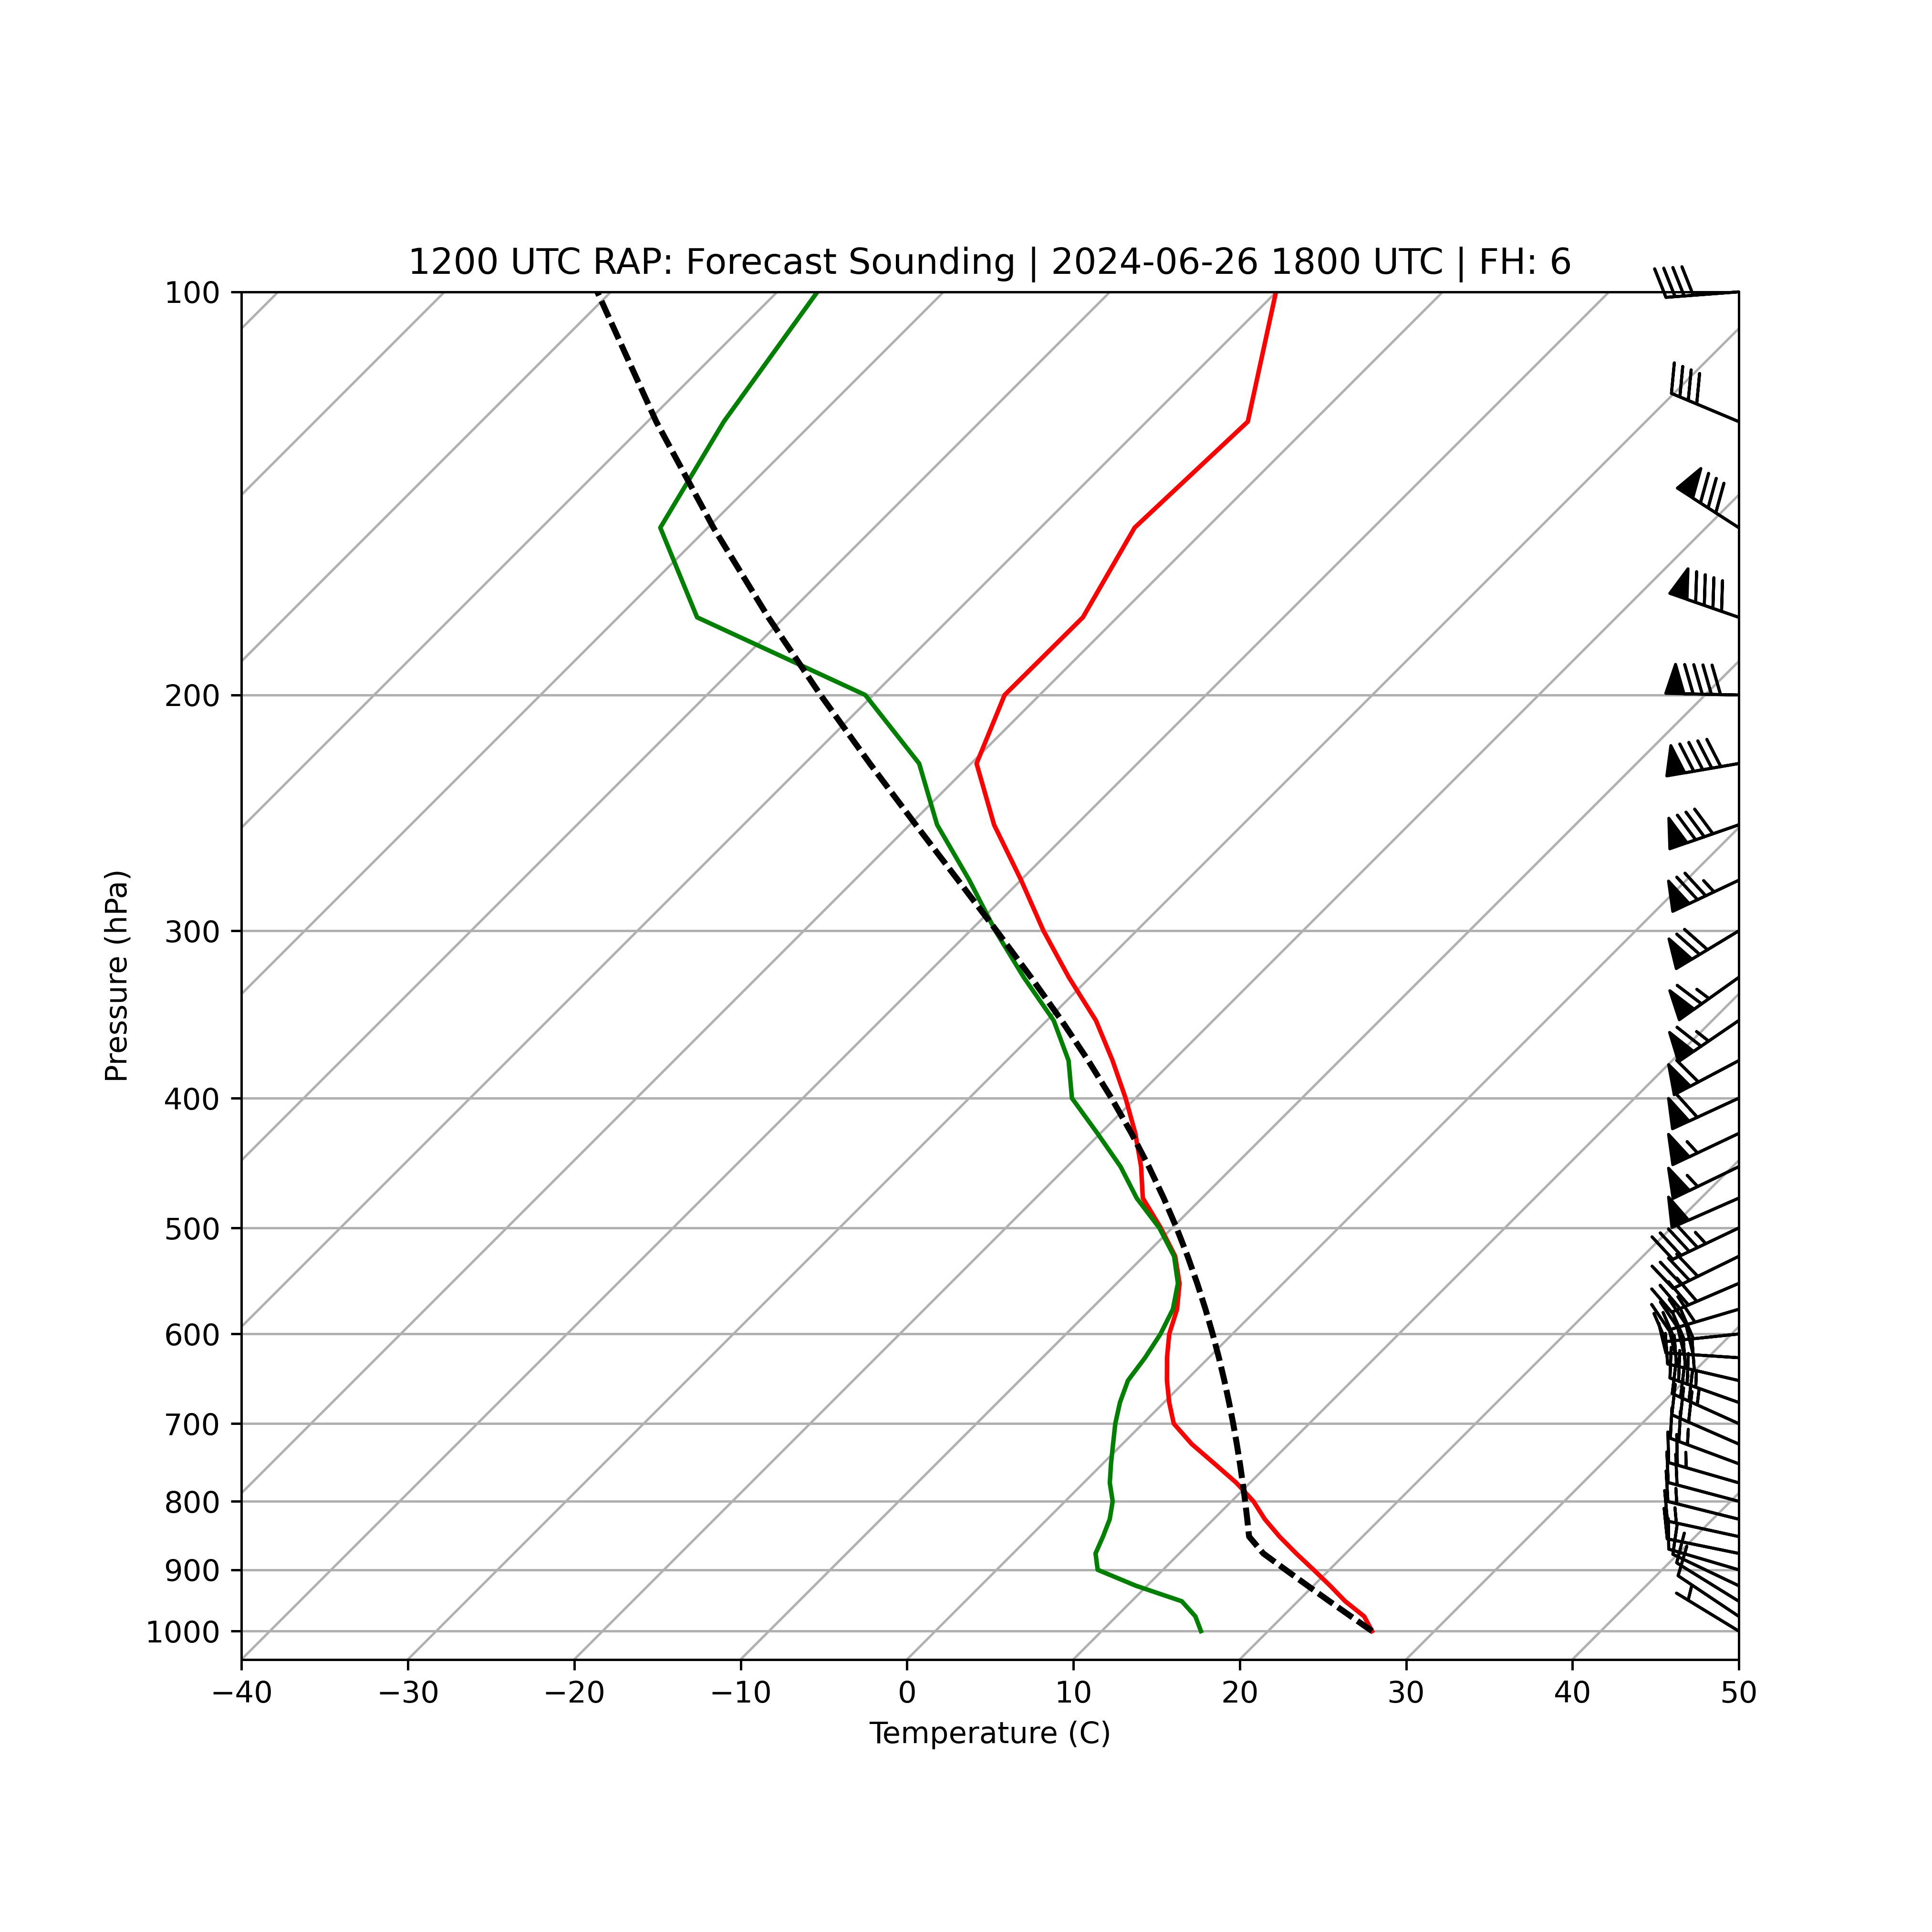 1200 UTC RAP: Forecast Sounding | 2024-06-26 1800 UTC | FH: 6
100
200
300
400
500
600
700
800
900
1000
Pressure (hPa)
−40 −30 −20 −10 0 10 20 30 40 50
Temperature (C)